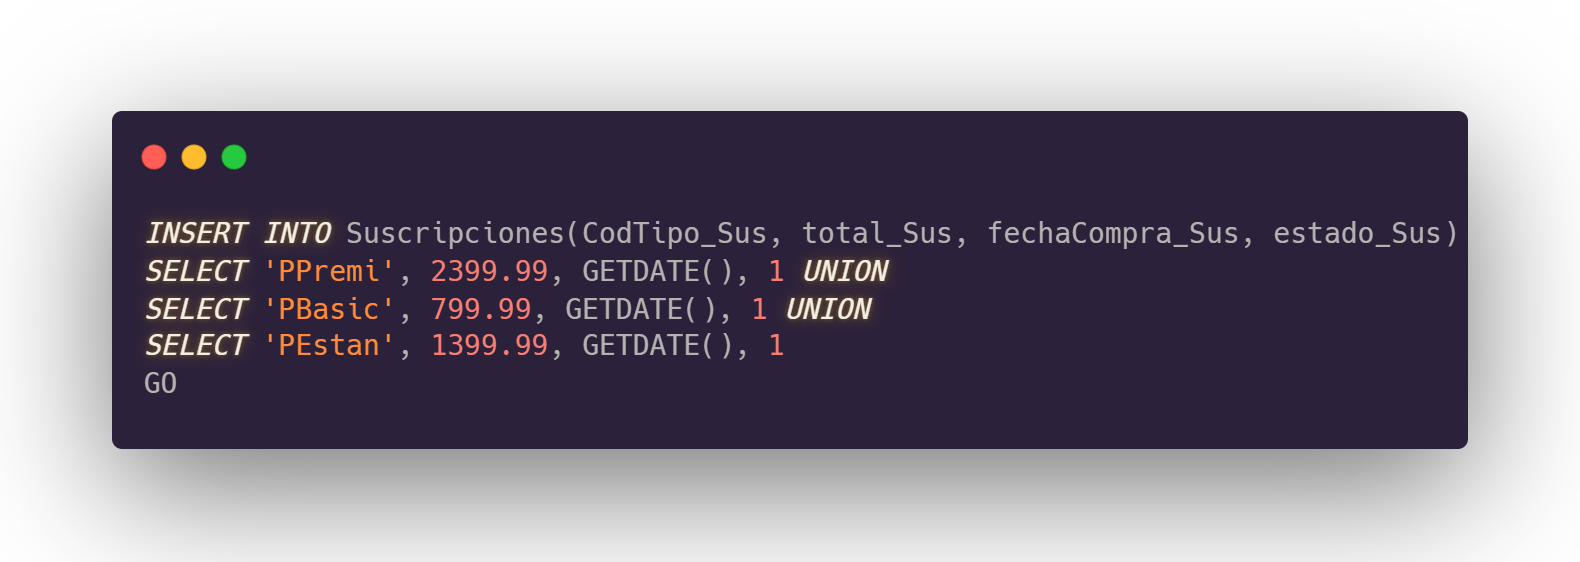 INSERT INTO Suscripciones(CodTipo_Sus, total_Sus, fechaCompra_Sus, estado_Sus)
SELECT 'PPremi', 2399.99, GETDATE(), 1 UNION
SELECT 'PBasic', 799.99, GETDATE(), 1 UNION
SELECT 'PEstan', 1399.99, GETDATE(), 1
GO